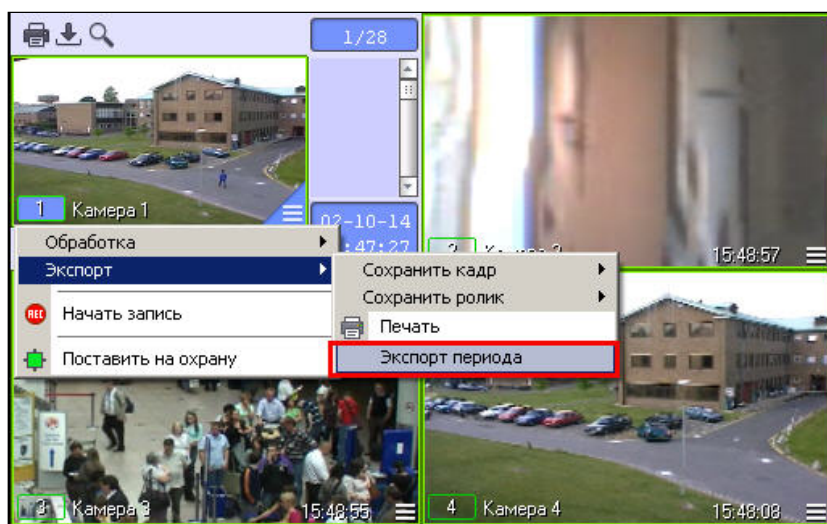 1/28
1 Камера 1
02-10-14
:47:27
Обработка
Экспорт
Начать запись
Поставить на охрану
Сохранить кадр
Сохранить ролик
Печать
Экспорт периода
15:48:57
3 Камера 3
15:48:55
4 Камера 4
15:48:08